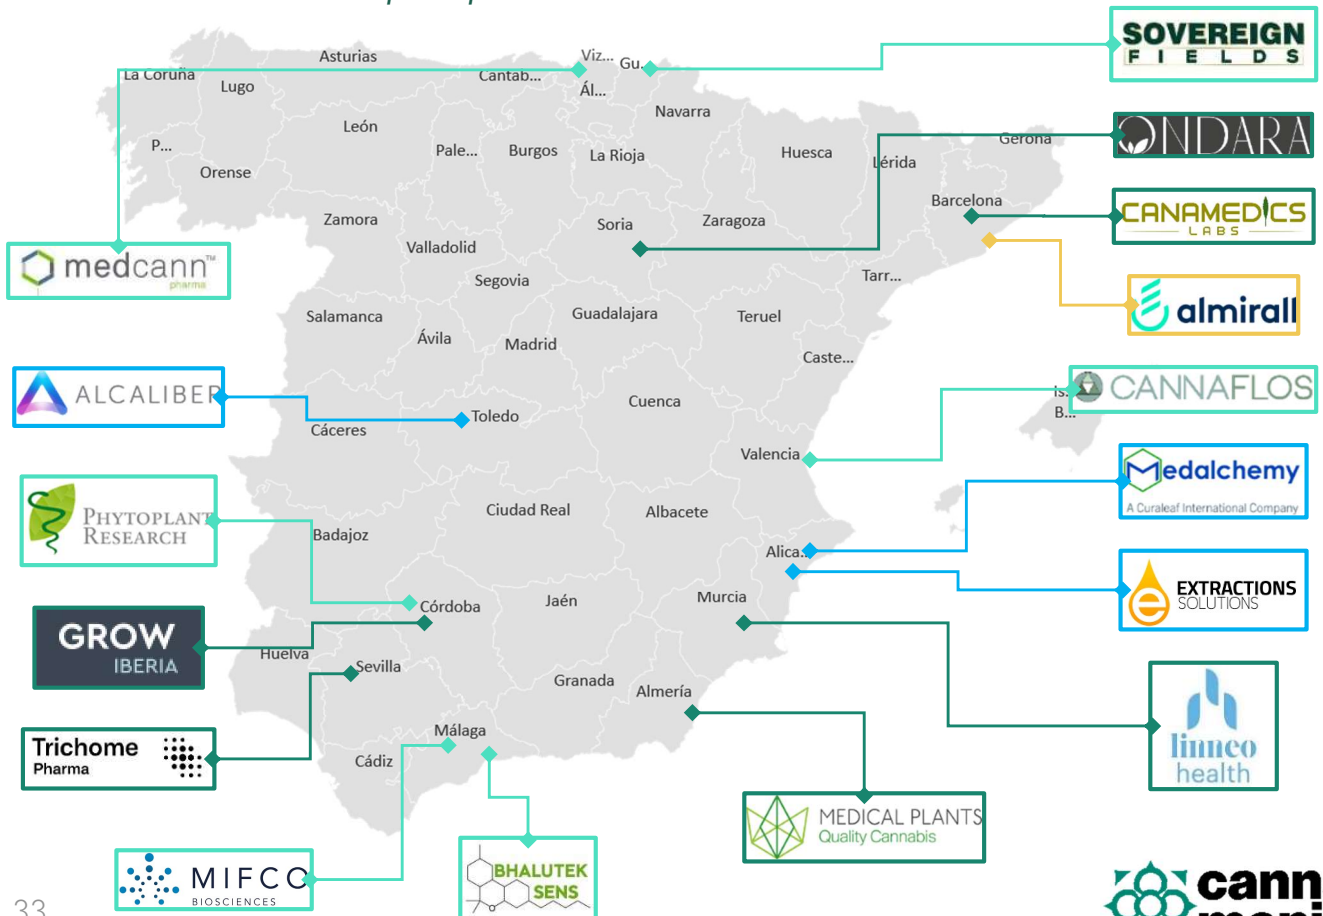 SOVEREIGN
FIELDS
Asturias
Viz...
Gu...
La Coruña
Cantab...
Lugo
Ál...
Navarra
León
ONDARA
P...
Pale...
Burgos
La Rioja
Huesca
Gerona
Lérida
Orense
Barcelona
Zamora
Soria
Zaragoza
CANAMEDICS
LABS
Valladolid
medcann™
pharma
Segovia
Tarr...
Salamanca
Guadalajara
Teruel
almirall
Ávila
Madrid
Caste...
ALCALIBER
Toledo
Cuenca
CANNAFLOS
Is.
B...
Cáceres
Valencia
Medalchemy
A Curaleaf International Company
PHYTOPLANT
RESEARCH
Ciudad Real
Albacete
Badajoz
Alica...
EXTRACTIONS
SOLUTIONS
Córdoba
Jaén
Murcia
GROW
IBERIA
Huelva
Sevilla
Granada
Almería
Trichome
Pharma
Málaga
Cádiz
linneo
health
MEDICAL PLANTS
Quality Cannabis
MIFCO
BIOSCIENCES
BHALUTEK
SENS
33
cann